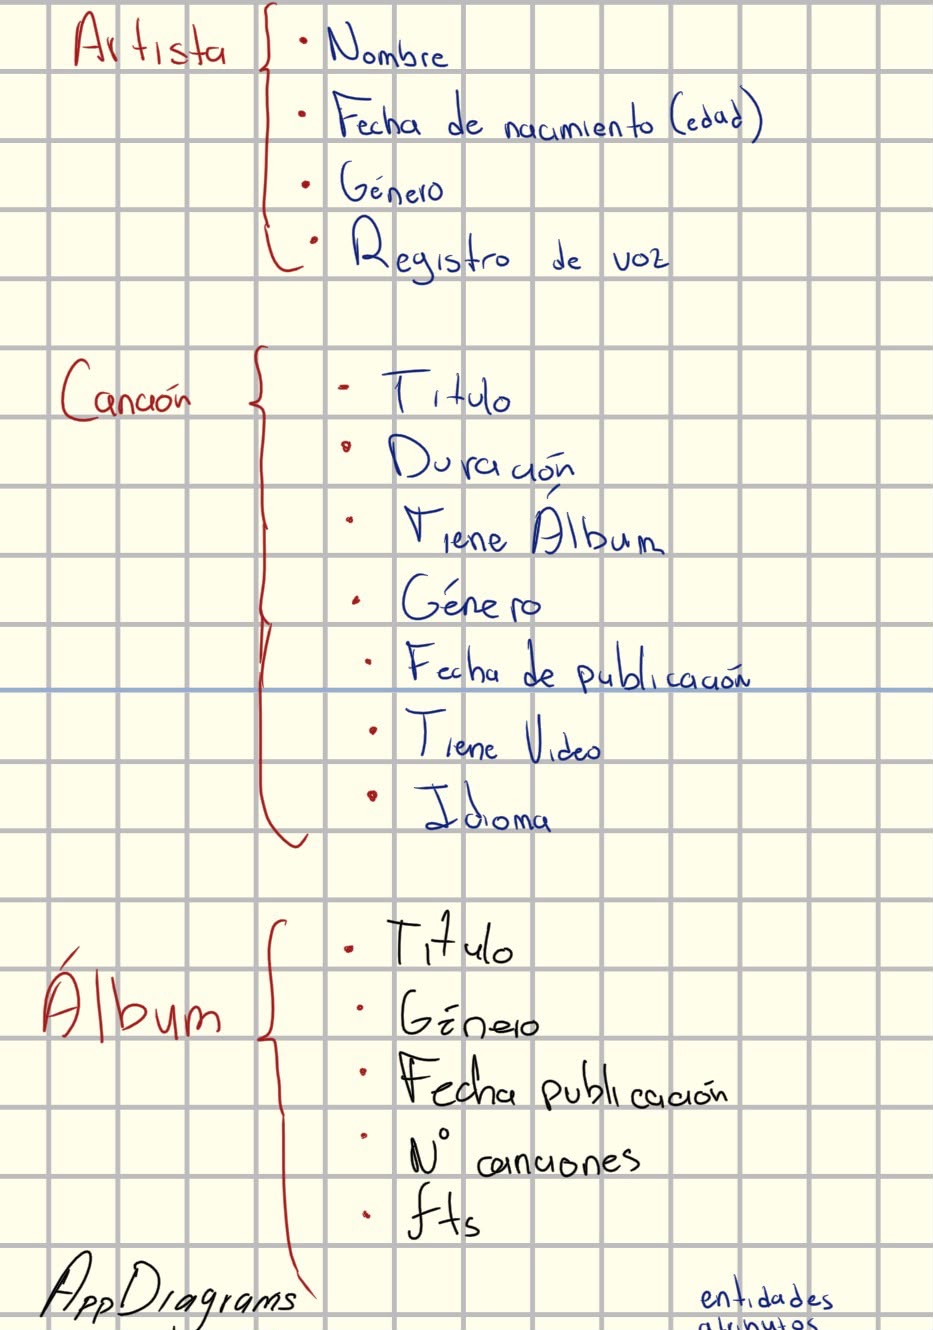 Artista
• Nombre
• Fecha de nacimiento (edad)
• Género
• Registro de voz
Canción
- Titulo
• Duración
• Tiene Álbum
• Género
• Fecha de publicación
• Tiene Video
• Idioma
Álbum
• Titulo
• Género
• Fecha publicación
• N° canciones
• fts
AppDiagrams
entidades
atributos